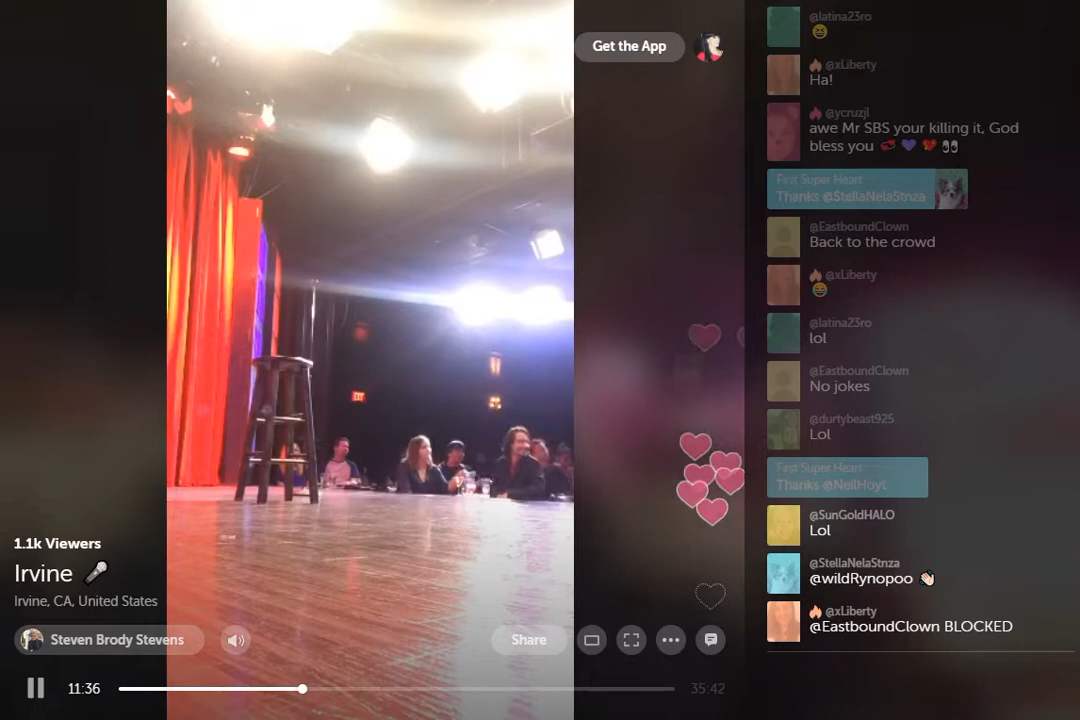 Get the App
@latina23ro
@xLiberty
Ha!
@ycruzjl
awe Mr SBS your killing it, God
bless you
First Super Heart
Thanks @StellaNelaStnza
@EastboundClown
Back to the crowd
@xLiberty
@latina23ro
lol
@EastboundClown
No jokes
@durtybeast925
Lol
First Super Heart
Thanks @NeilHoyt
@SunGoldHALO
Lol
@StellaNelaStnza
@wildRynopoo
@xLiberty
@EastboundClown BLOCKED
EXIT
1.1k Viewers
Irvine
Irvine, CA, United States
Steven Brody Stevens
Share
11:36
35:42